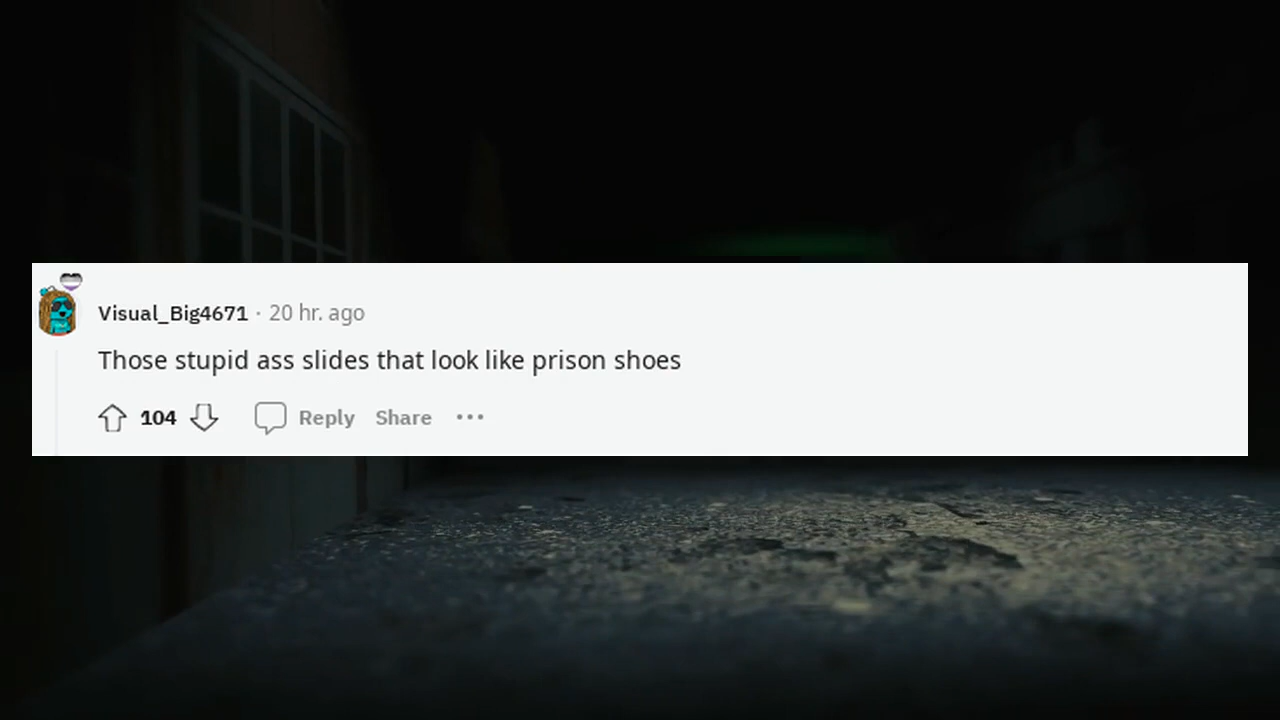 Visual_Big4671 · 20 hr. ago
Those stupid ass slides that look like prison shoes
104 Reply Share ···